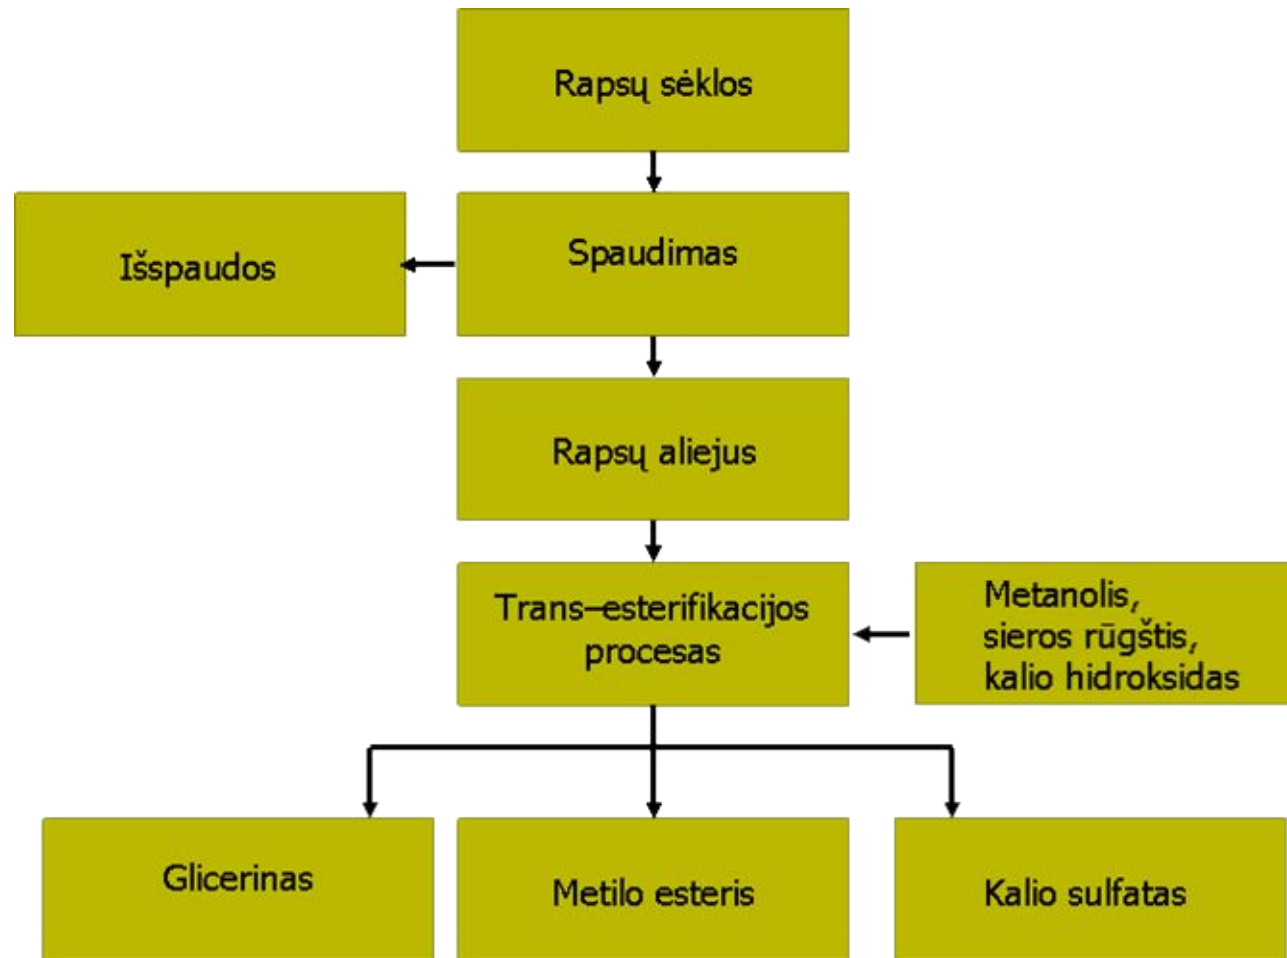 Rapsų sėklos
Išspaudos
Spaudimas
Rapsų aliejus
Trans–esterifikacijos
procesas
Metanolis,
sieros rūgštis,
kalio hidroksidas
Glicerinas
Metilo esteris
Kalio sulfatas